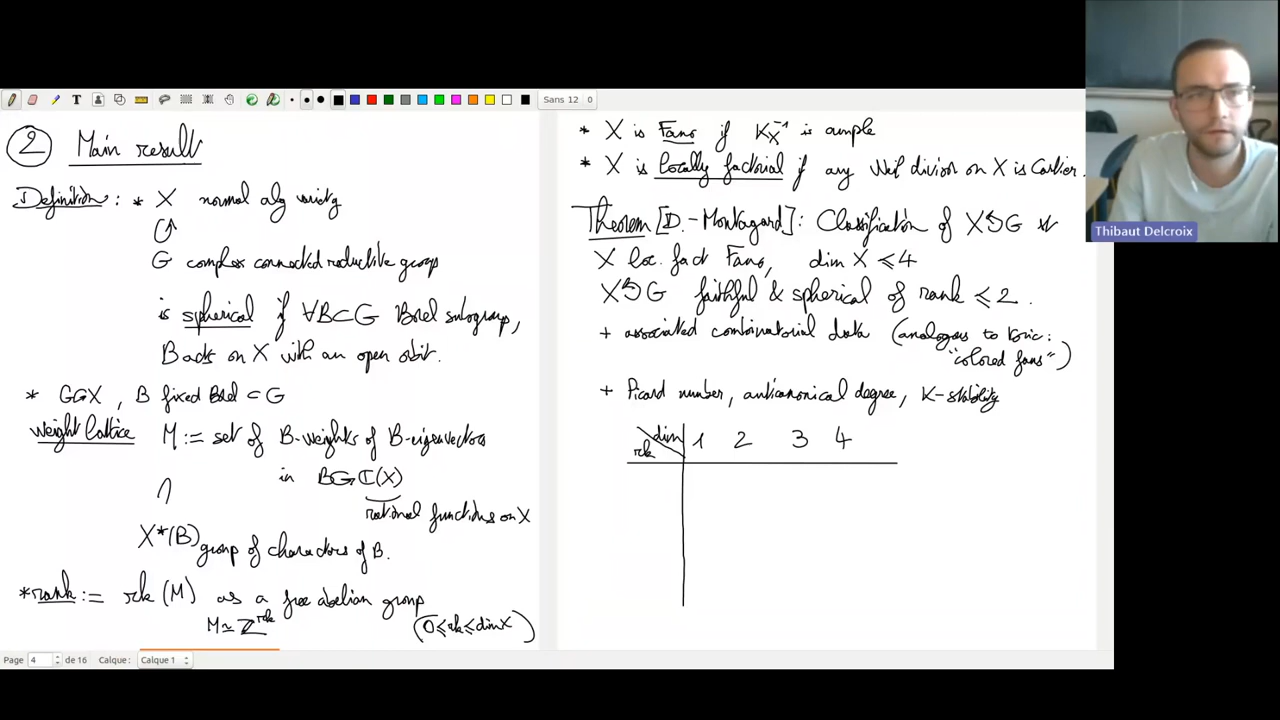 Sans 12 0
② Main result
Definition: * X normal alg variety
G complex connected reductive group
is spherical if ∀B⊂G Borel subgroup,
B acts on X with an open orbit.
* G↻X, B fixed Borel ⊂ G
weight lattice M := set of B-weights of B-eigenvectors
in B↻ℂ(X)
rational functions on X
X*(B) group of characters of B.
* rank := rk(M) as a free abelian group
M ≃ ℤ^rk (0≤rk≤dim X)
* X is Fano if K_X^{-1} is ample
* X is locally factorial if any Weil divisor on X is Cartier.
Theorem [D.-Montagard]: Classification of X↺G st
X loc. fact Fano, dim X ≤ 4
X↺G faithful & spherical of rank ≤ 2.
+ associated combinatorial data (analogous to toric:
"colored fans")
+ Picard number, anticanonical degree, K-stability
dim 1 2 3 4
rk
Thibaut Delcroix
Page 4 de 16 Calque : Calque 1